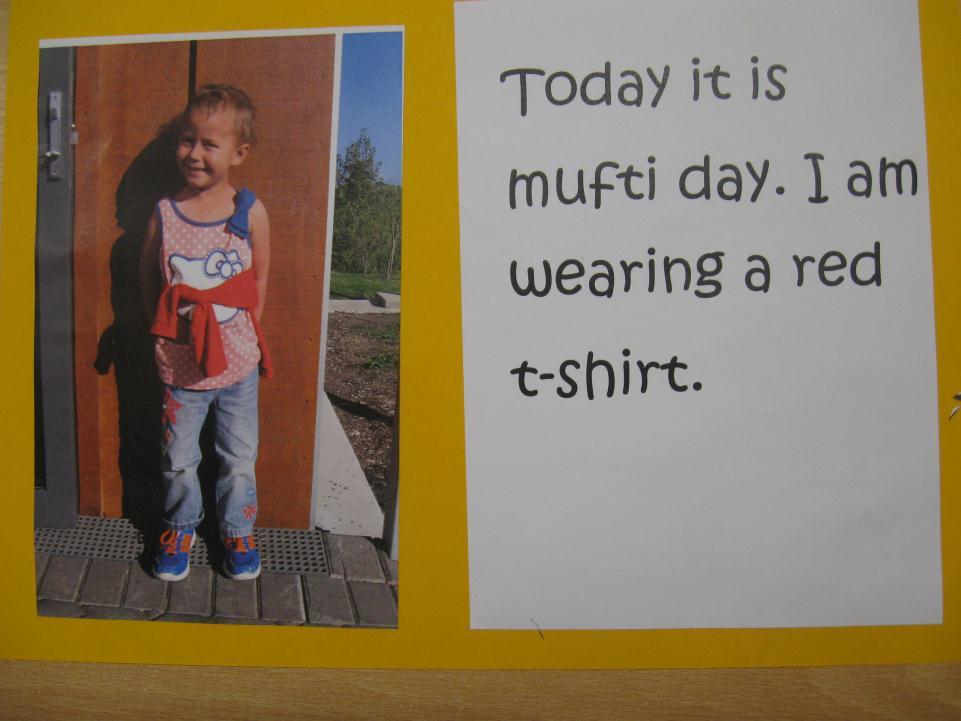 Today it is
mufti day. I am
wearing a red
t-shirt.